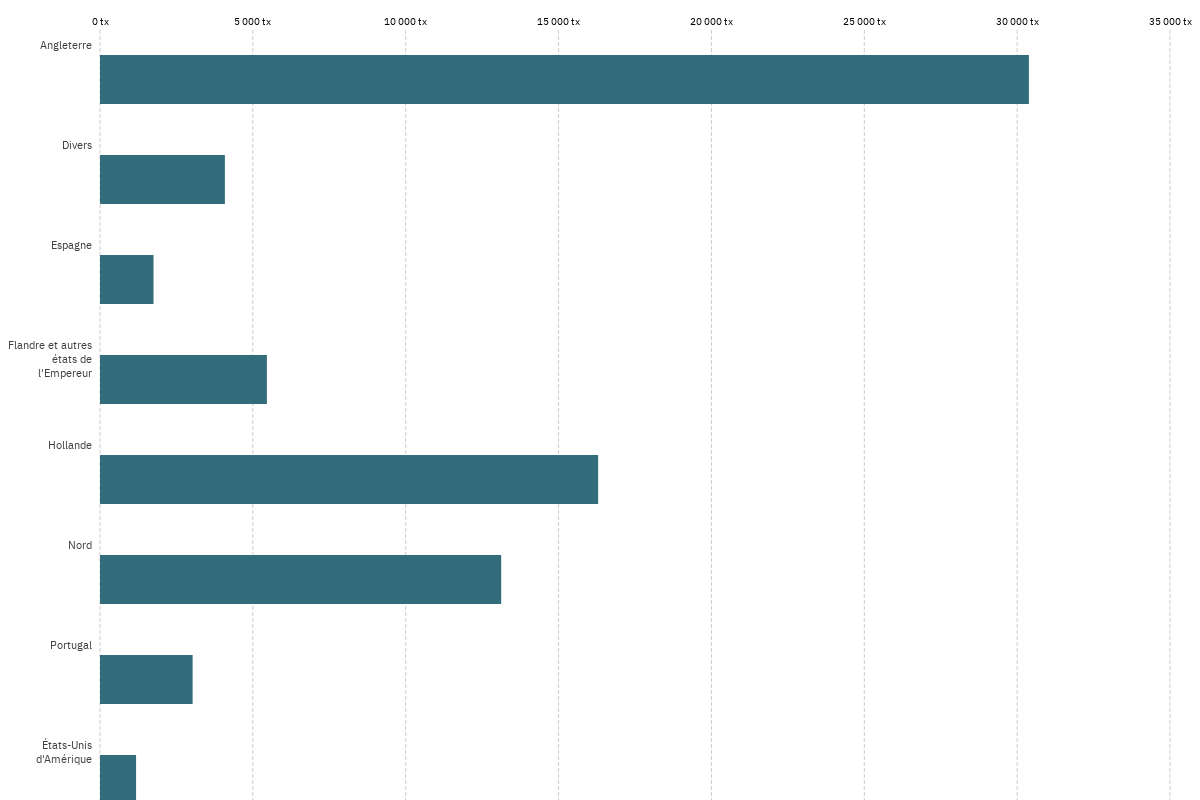 0 tx
5 000 tx
10 000 tx
15 000 tx
20 000 tx
25 000 tx
30 000 tx
35 000 tx
Angleterre
Divers
Espagne
Flandre et autres
états de
l'Empereur
Hollande
Nord
Portugal
États-Unis
d'Amérique